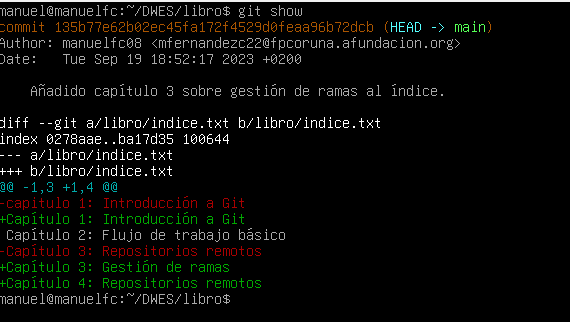 manuel@manuelfc:~/DWES/libro$ git show
commit 135b77e62b02ec45fa172f4529d0feaa96b72dcb (HEAD -> main)
Author: manuelfc08 <mfernandezc22@fpcoruna.afundacion.org>
Date:   Tue Sep 19 18:52:17 2023 +0200
Añadido capítulo 3 sobre gestión de ramas al índice.
diff --git a/libro/indice.txt b/libro/indice.txt
index 0278aae..ba17d35 100644
--- a/libro/indice.txt
+++ b/libro/indice.txt
@@ -1,3 +1,4 @@
-capítulo 1: Introducción a Git
+Capítulo 1: Introducción a Git
Capítulo 2: Flujo de trabajo básico
-Capítulo 3: Repositorios remotos
+Capítulo 3: Gestión de ramas
+Capítulo 4: Repositorios remotos
manuel@manuelfc:~/DWES/libro$